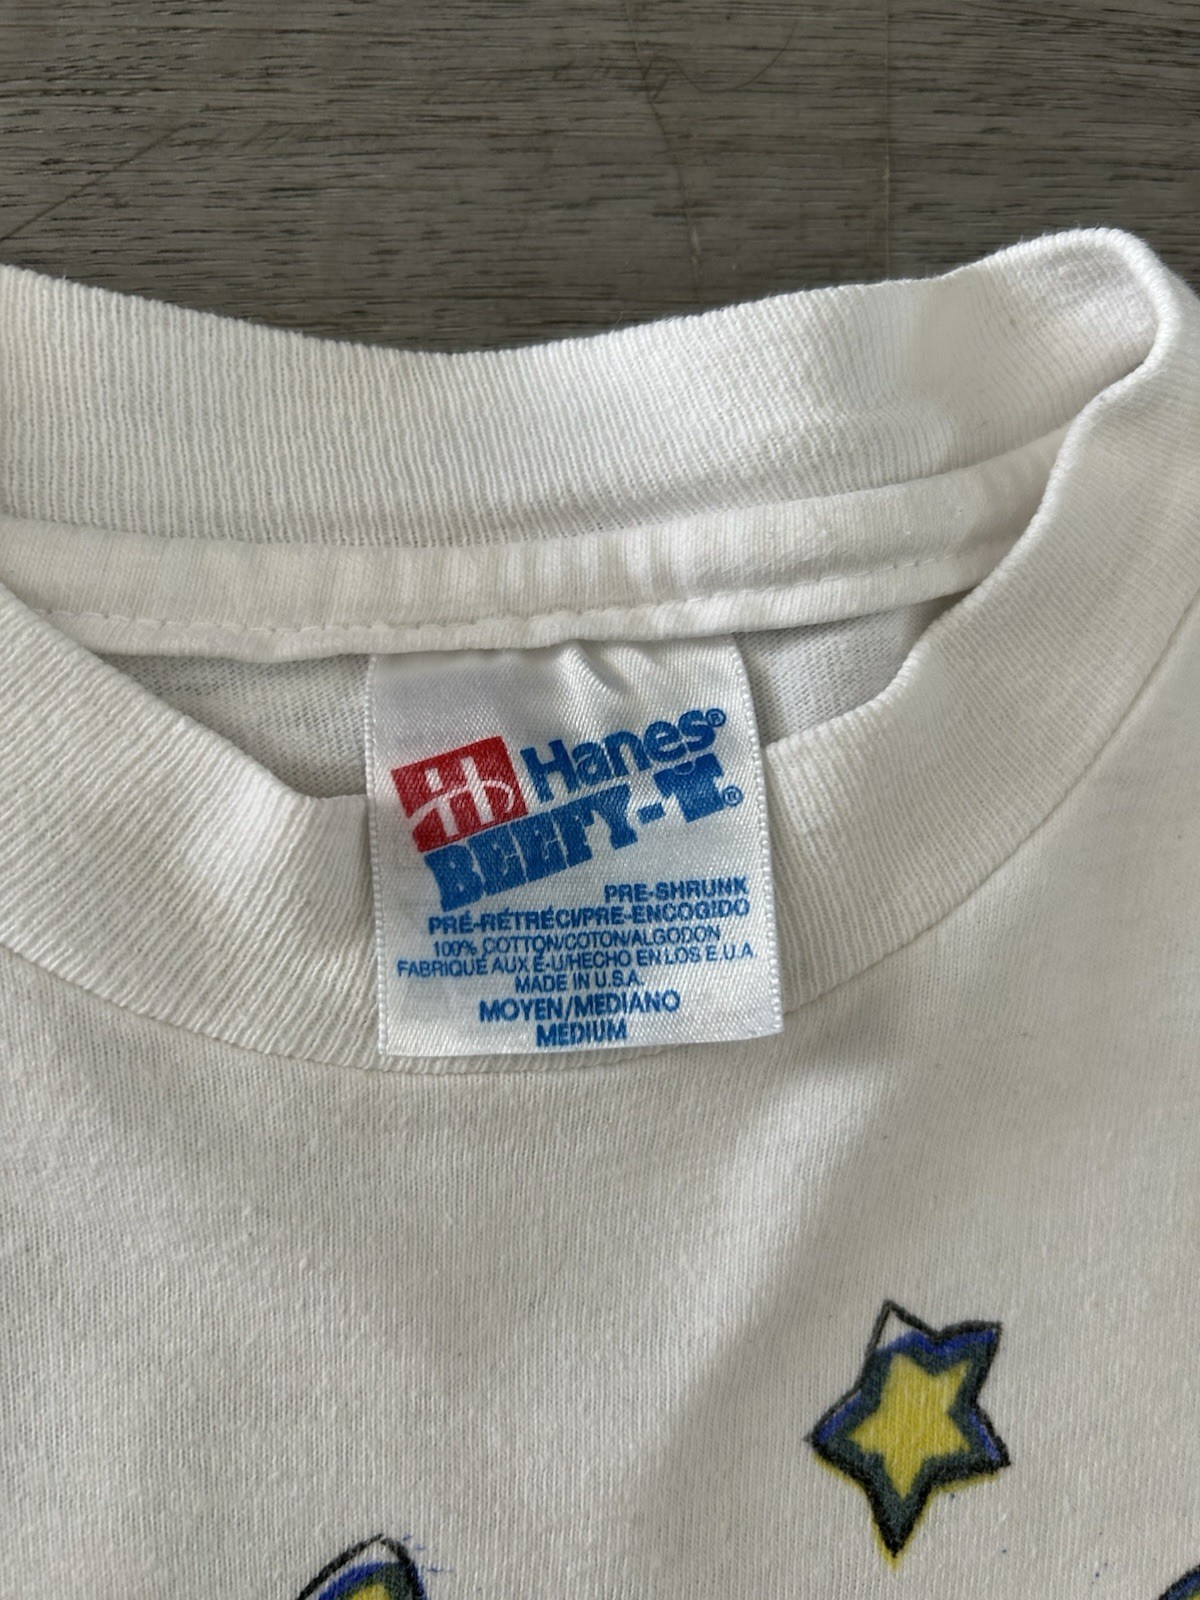 Hanes®
BEEFY-T®
PRE-SHRUNK
PRÉ-RÉTRÉCI/PRE-ENCOGIDO
100% COTTON/COTON/ALGODON
FABRIQUÉ AUX É-U/HECHO EN LOS E.U.A.
MADE IN U.S.A.
MOYEN/MEDIANO
MEDIUM